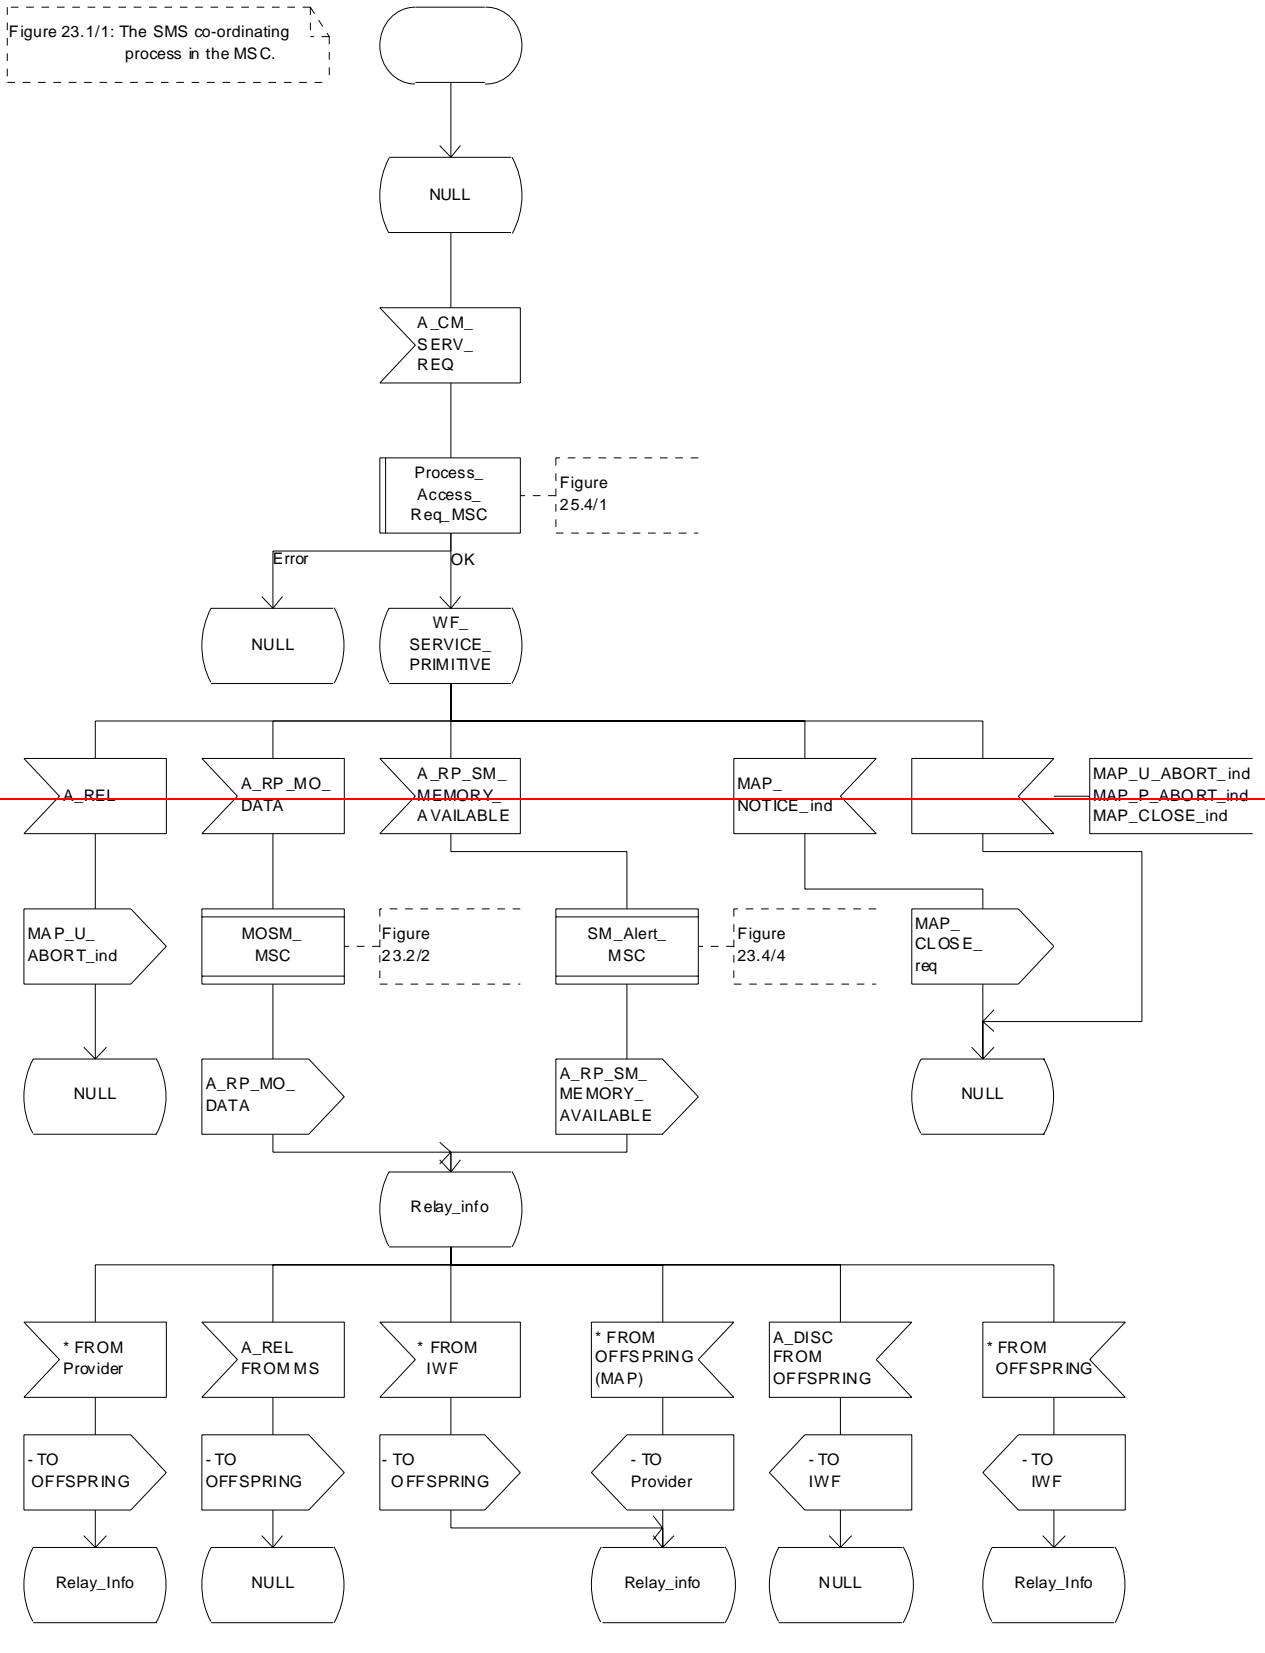 Figure 23.1/1: The SMS co-ordinating
process in the MSC.
NULL
A_CM_
SERV_
REQ
Process_
Access_
Req_MSC
Figure
25.4/1
Error
OK
NULL
WF_
SERVICE_
PRIMITIVE
A_REL
A_RP_MO_
DATA
A_RP_SM_
MEMORY_
AVAILABLE
MAP_
NOTICE_ind
MAP_U_ABORT_ind
MAP_P_ABORT_ind
MAP_CLOSE_ind
MAP_U_
ABORT_ind
MOSM_
MSC
Figure
23.2/2
SM_Alert_
MSC
Figure
23.4/4
MAP_
CLOSE_
req
NULL
A_RP_MO_
DATA
A_RP_SM_
MEMORY_
AVAILABLE
NULL
Relay_info
* FROM
Provider
A_REL
FROM MS
* FROM
IWF
* FROM
OFFSPRING
(MAP)
A_DISC
FROM
OFFSPRING
* FROM
OFFSPRING
- TO
OFFSPRING
- TO
OFFSPRING
- TO
OFFSPRING
- TO
Provider
- TO
IWF
- TO
IWF
Relay_Info
NULL
Relay_info
NULL
Relay_Info